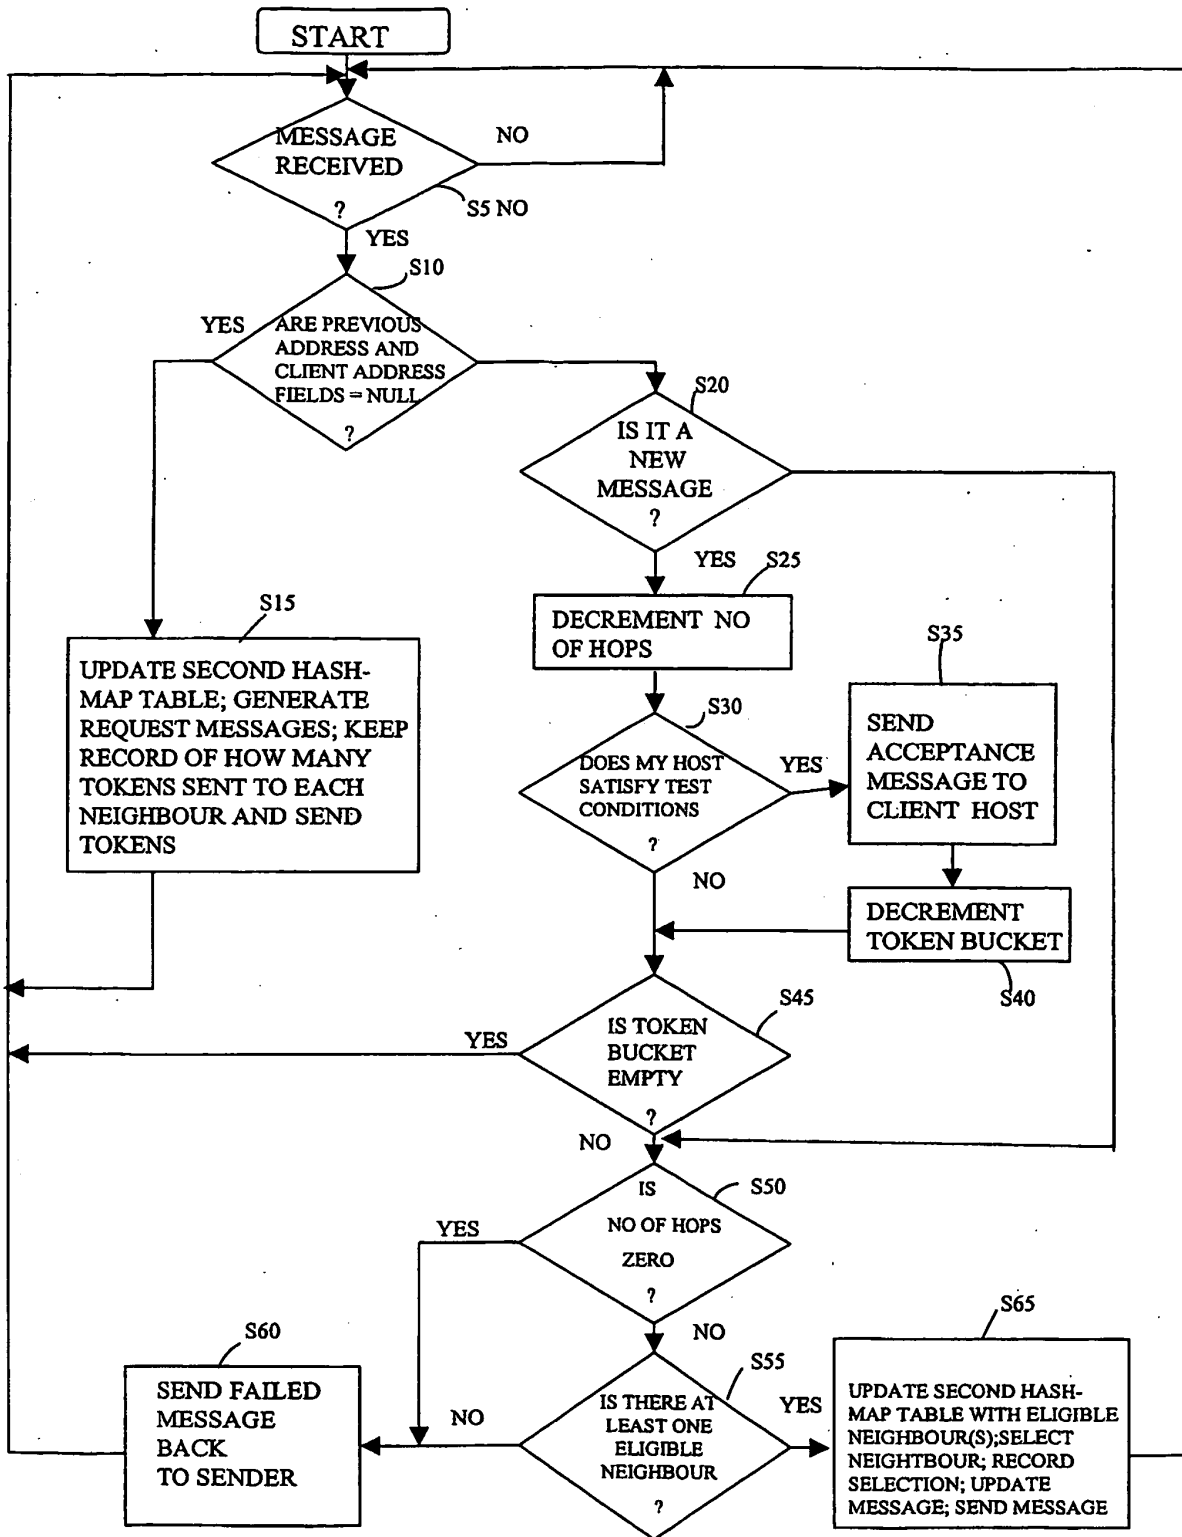 START
MESSAGE
RECEIVED
?
NO
S5 NO
YES
S10
YES
ARE PREVIOUS
ADDRESS AND
CLIENT ADDRESS
FIELDS = NULL
?
S20
IS IT A
NEW
MESSAGE
?
YES
S25
DECREMENT NO
OF HOPS
S15
UPDATE SECOND HASH-
MAP TABLE; GENERATE
REQUEST MESSAGES; KEEP
RECORD OF HOW MANY
TOKENS SENT TO EACH
NEIGHBOUR AND SEND
TOKENS
S30
DOES MY HOST
SATISFY TEST
CONDITIONS
?
YES
NO
S35
SEND
ACCEPTANCE
MESSAGE TO
CLIENT HOST
DECREMENT
TOKEN BUCKET
S40
S45
IS TOKEN
BUCKET
EMPTY
?
YES
NO
S50
IS
NO OF HOPS
ZERO
?
YES
NO
S55
IS THERE AT
LEAST ONE
ELIGIBLE
NEIGHBOUR
?
NO
YES
S60
SEND FAILED
MESSAGE
BACK
TO SENDER
S65
UPDATE SECOND HASH-
MAP TABLE WITH ELIGIBLE
NEIGHBOUR(S);SELECT
NEIGHTBOUR; RECORD
SELECTION; UPDATE
MESSAGE; SEND MESSAGE